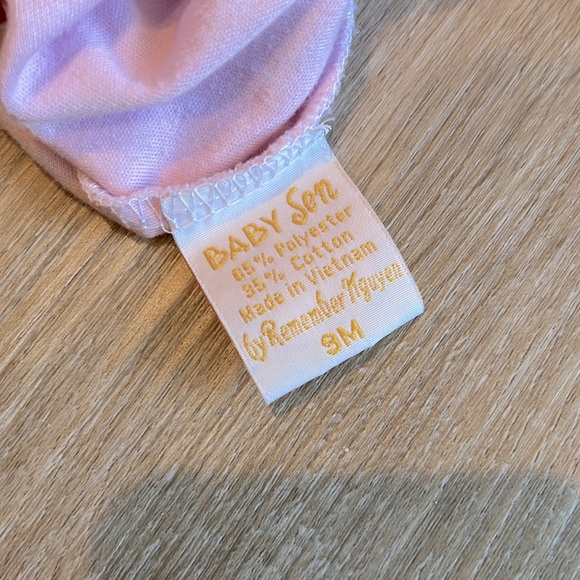 BABY Sen
65% Polyester
35% Cotton
Made in Vietnam
by Remember Nguyen
9M